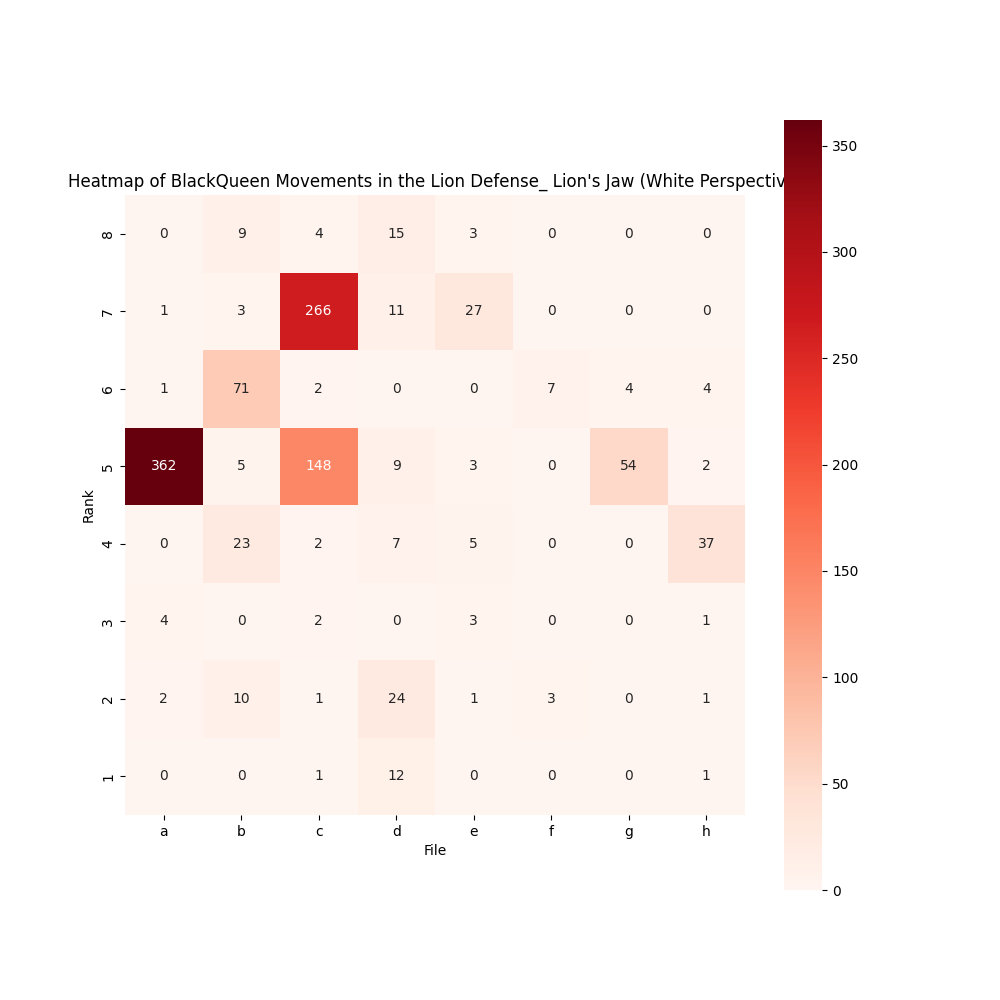 Heatmap of BlackQueen Movements in the Lion Defense_ Lion's Jaw (White Perspectiv
8 0 9 4 15 3 0 0 0
7 1 3 266 11 27 0 0 0
6 1 71 2 0 0 7 4 4
5 362 5 148 9 3 0 54 2
4 0 23 2 7 5 0 0 37
3 4 0 2 0 3 0 0 1
2 2 10 1 24 1 3 0 1
1 0 0 1 12 0 0 0 1
a b c d e f g h
File
Rank
350
300
250
200
150
100
50
0